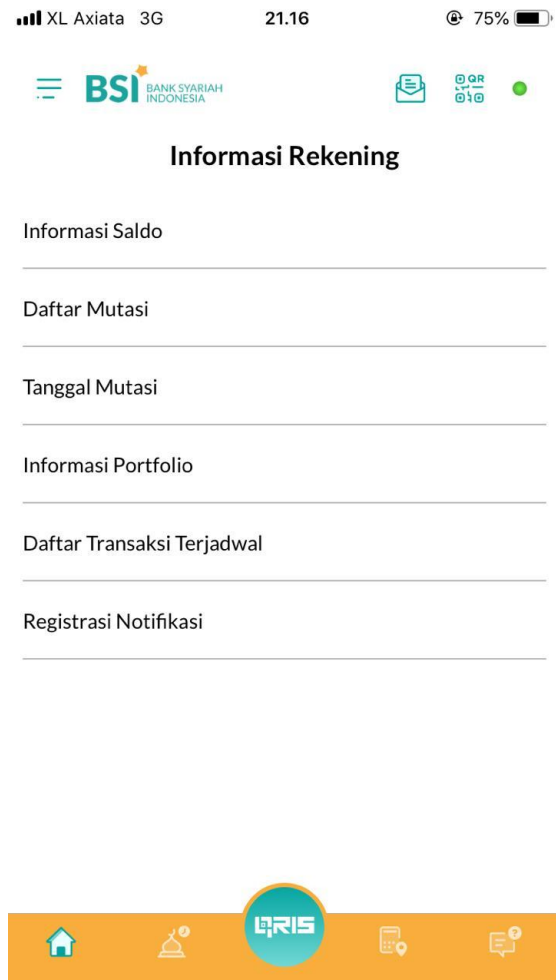 XL Axiata 3G 21.16 75%
BSI BANK SYARIAH
INDONESIA
QR
Informasi Rekening
Informasi Saldo
Daftar Mutasi
Tanggal Mutasi
Informasi Portfolio
Daftar Transaksi Terjadwal
Registrasi Notifikasi
QRIS
?